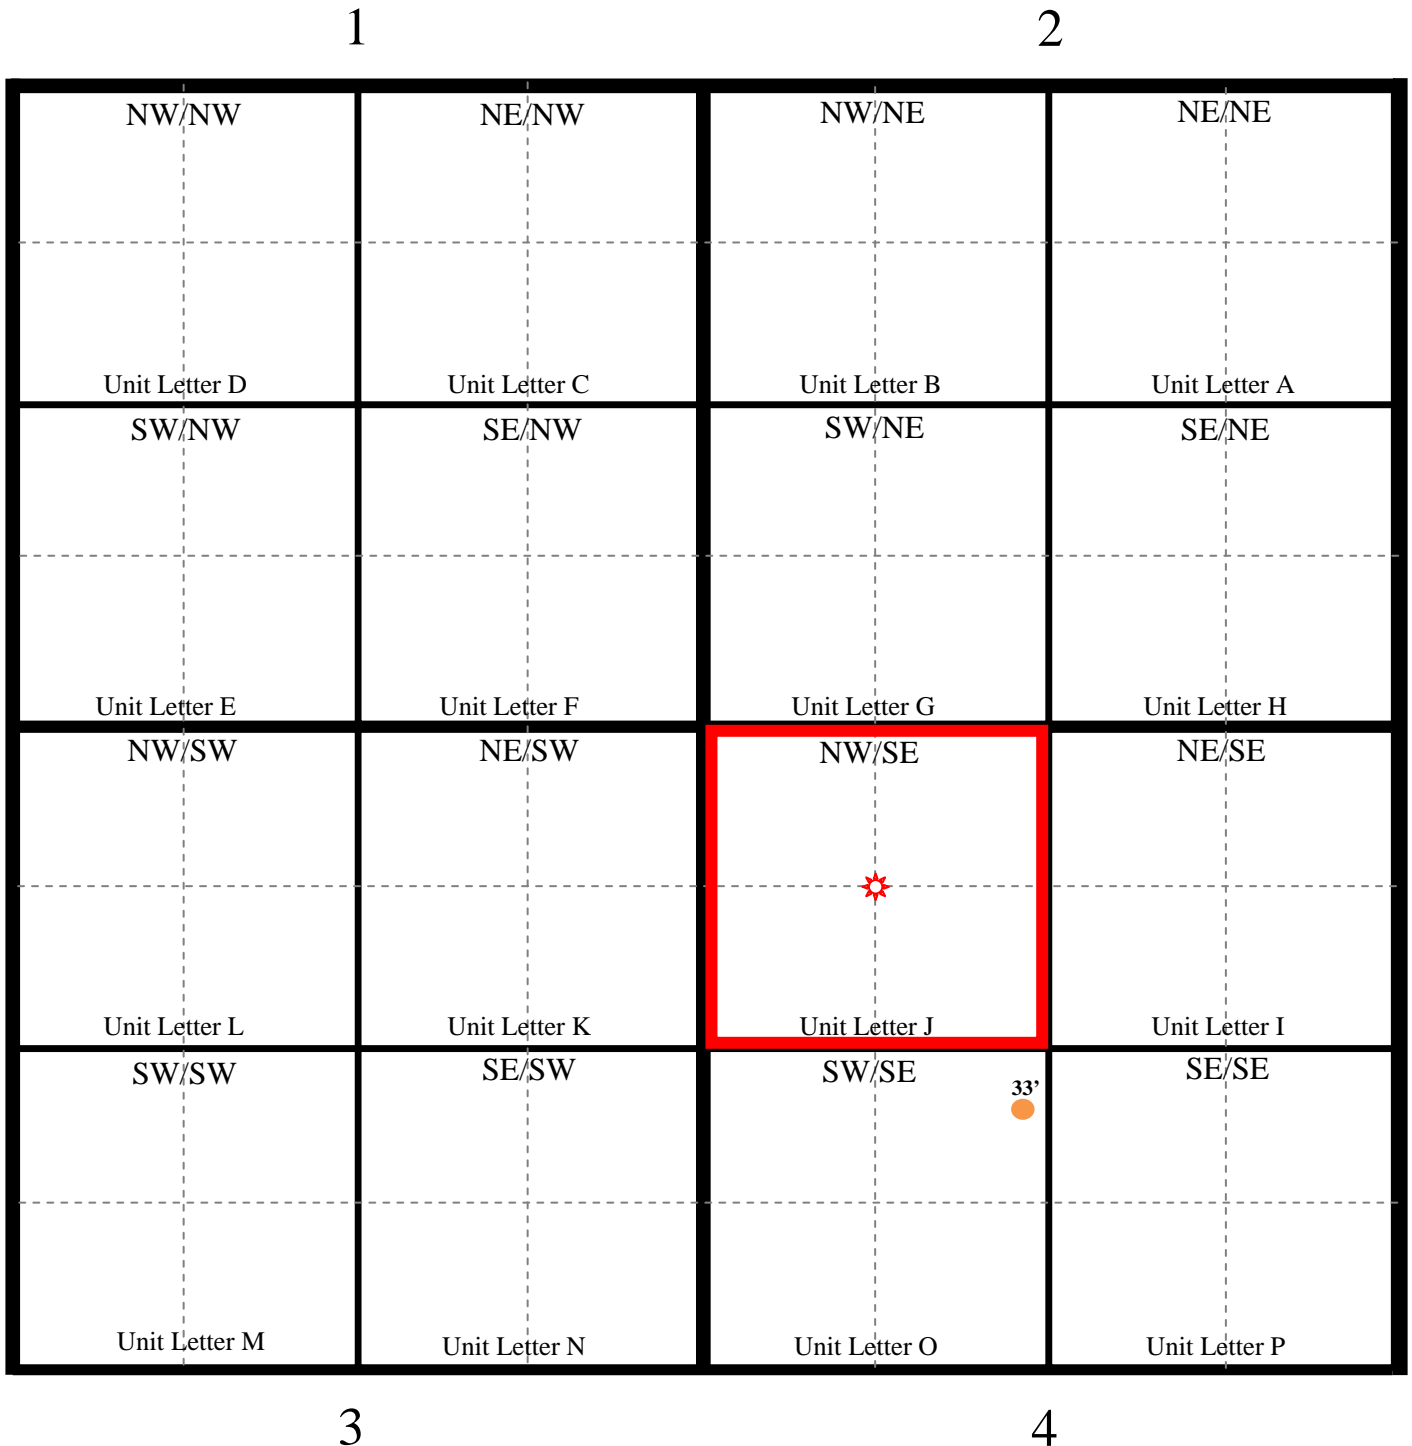 1 2
NW/NW NE/NW NW/NE NE/NE
Unit Letter D Unit Letter C Unit Letter B Unit Letter A
SW/NW SE/NW SW/NE SE/NE
Unit Letter E Unit Letter F Unit Letter G Unit Letter H
NW/SW NE/SW NW/SE NE/SE
Unit Letter L Unit Letter K Unit Letter J Unit Letter I
SW/SW SE/SW SW/SE SE/SE
33’
Unit Letter M Unit Letter N Unit Letter O Unit Letter P
3 4